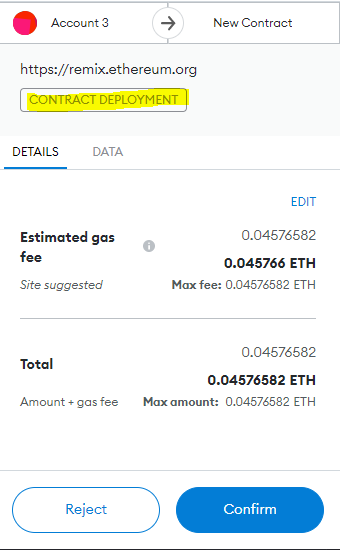 Account 3 New Contract
https://remix.ethereum.org
CONTRACT DEPLOYMENT
DETAILS DATA
EDIT
Estimated gas fee 0.04576582
0.045766 ETH
Site suggested Max fee: 0.04576582 ETH
Total 0.04576582
0.04576582 ETH
Amount + gas fee Max amount: 0.04576582 ETH
Reject Confirm